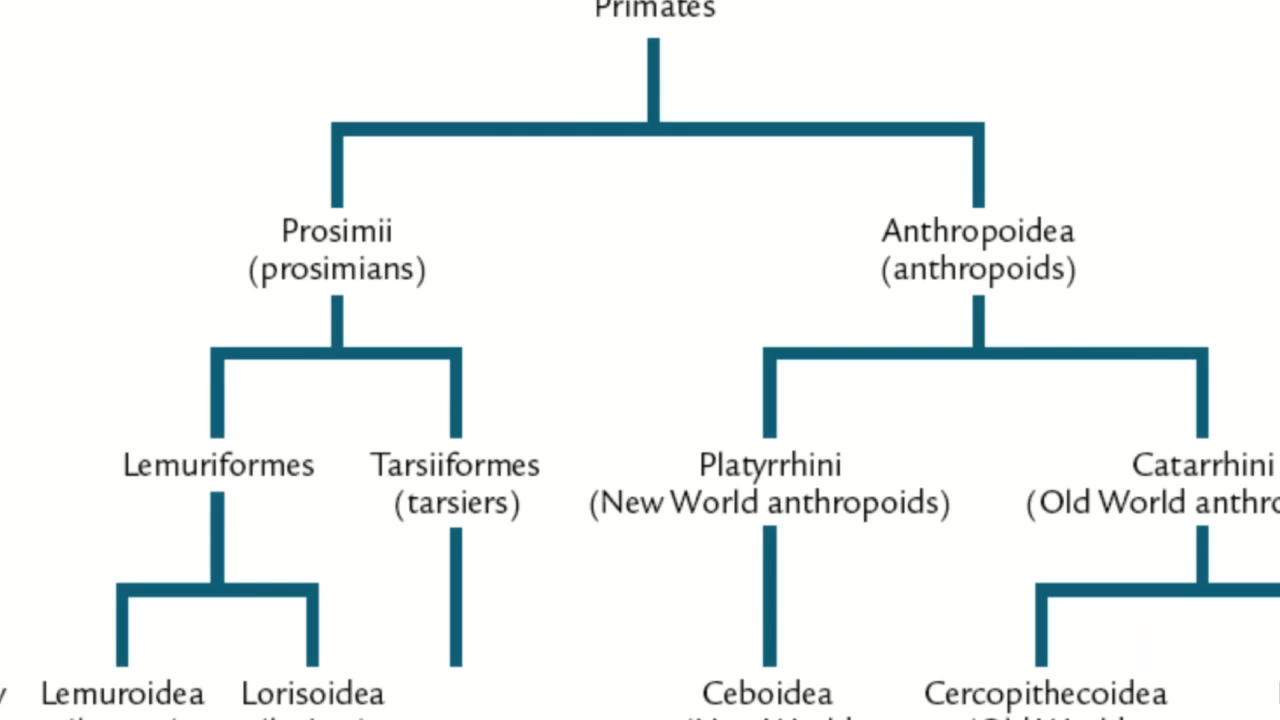 Primates
Prosimii
(prosimians)
Anthropoidea
(anthropoids)
Lemuriformes
Tarsiiformes
(tarsiers)
Platyrrhini
(New World anthropoids)
Catarrhini
(Old World
Lemuroidea
Lorisoidea
Ceboidea
Cercopithecoidea